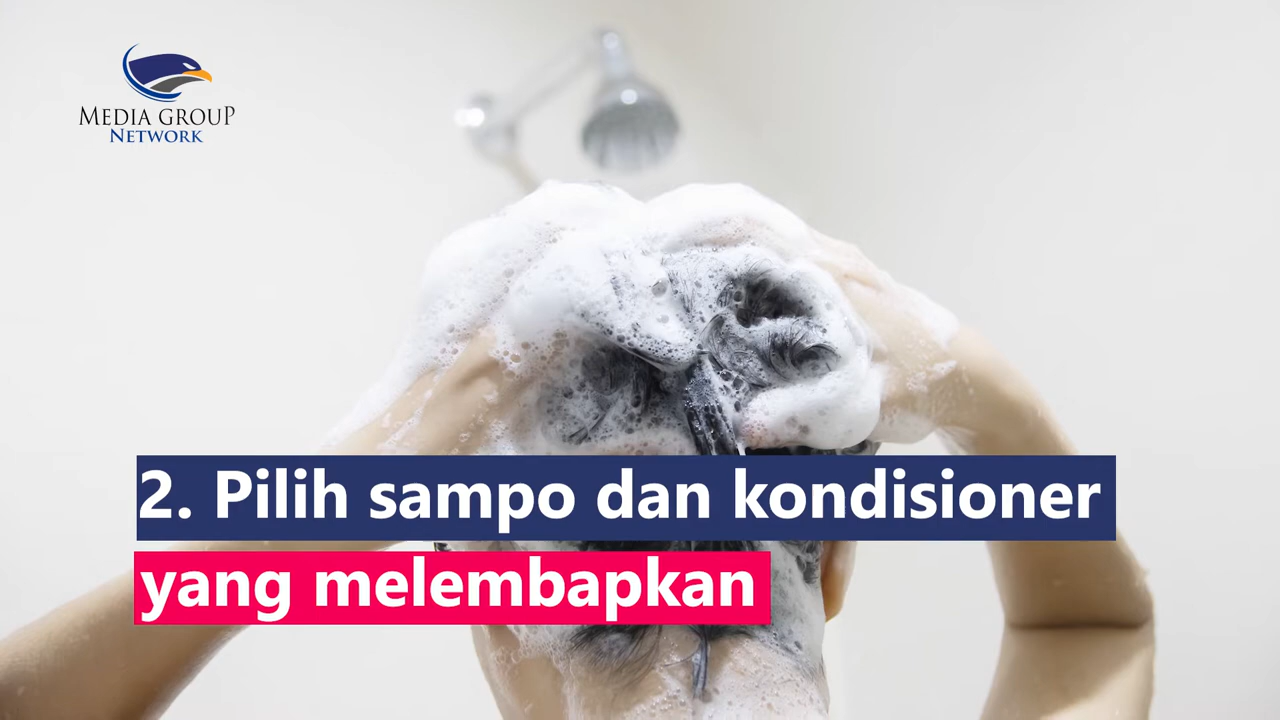 MEDIA GROUP
NETWORK
2. Pilih sampo dan kondisioner
yang melembapkan